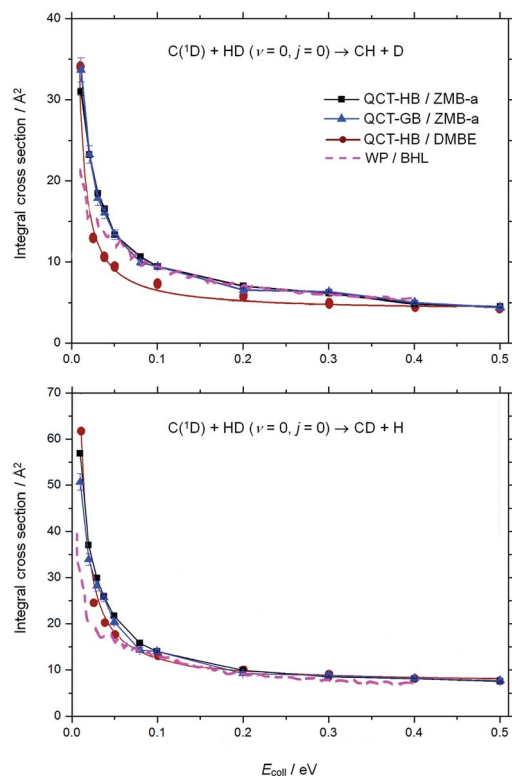 C(¹D) + HD (ν = 0, j = 0) → CH + D
QCT-HB / ZMB-a
QCT-GB / ZMB-a
QCT-HB / DMBE
WP / BHL
Integral cross section / Å²
40
30
20
10
0
0.0 0.1 0.2 0.3 0.4 0.5
C(¹D) + HD (ν = 0, j = 0) → CD + H
Integral cross section / Å²
70
60
50
40
30
20
10
0
0.0 0.1 0.2 0.3 0.4 0.5
E_coll / eV